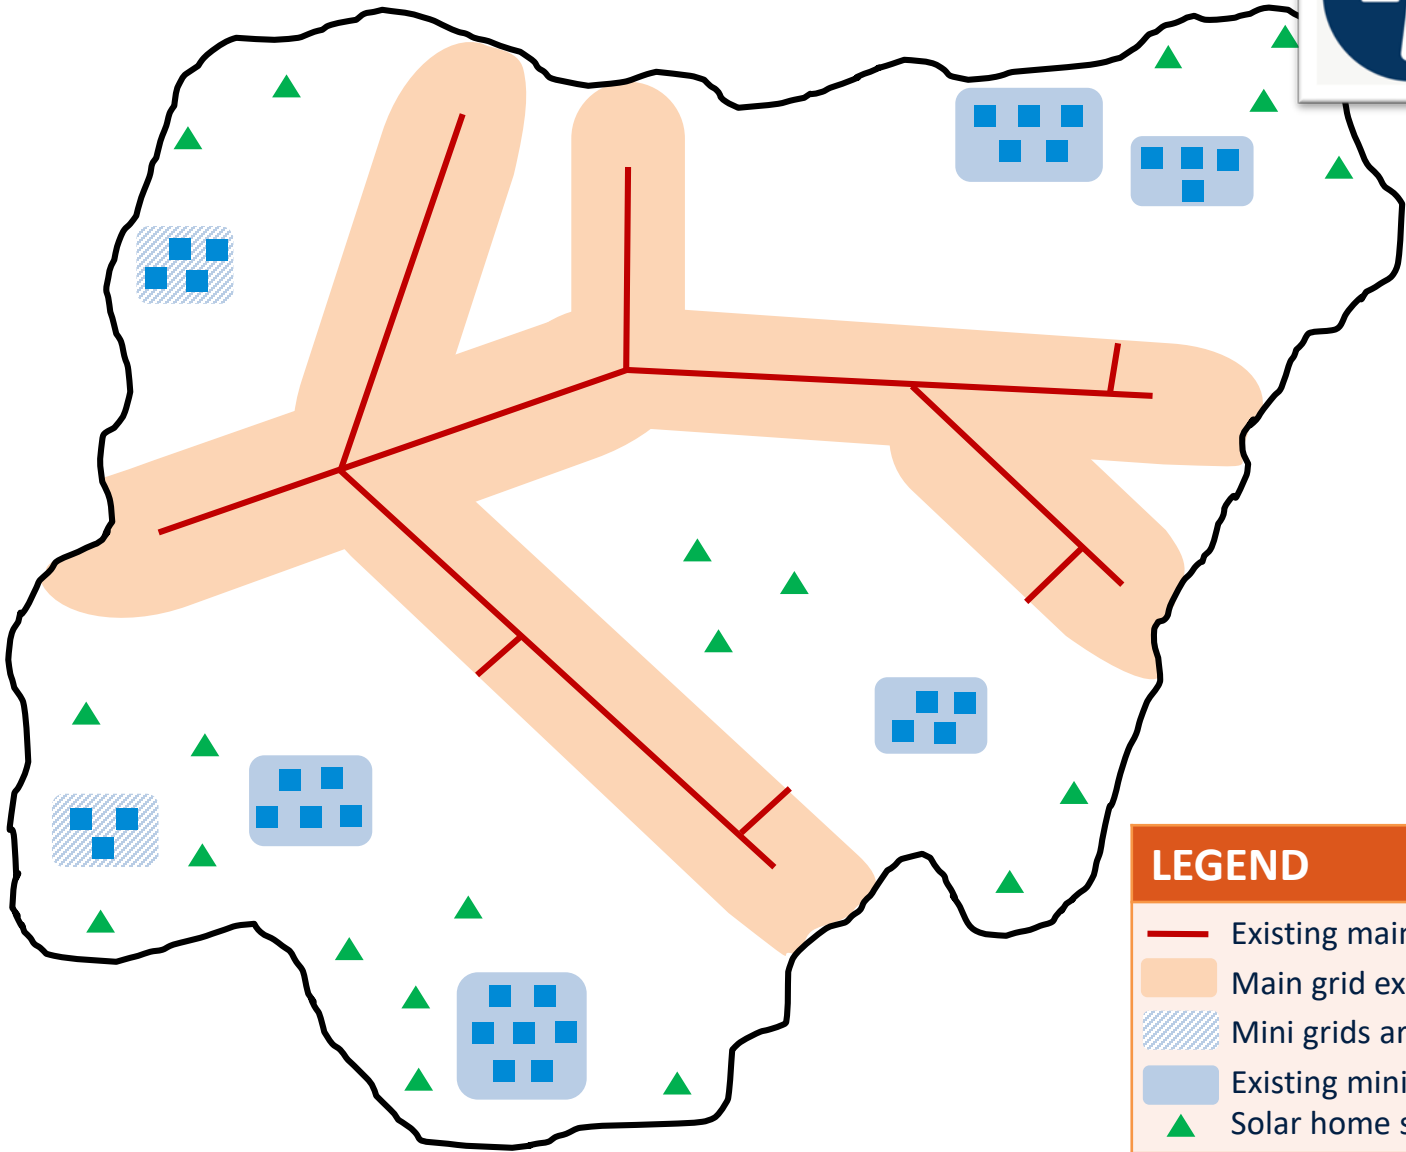 LEGEND
Existing main
Main grid ex
Mini grids ar
Existing mini
Solar home s